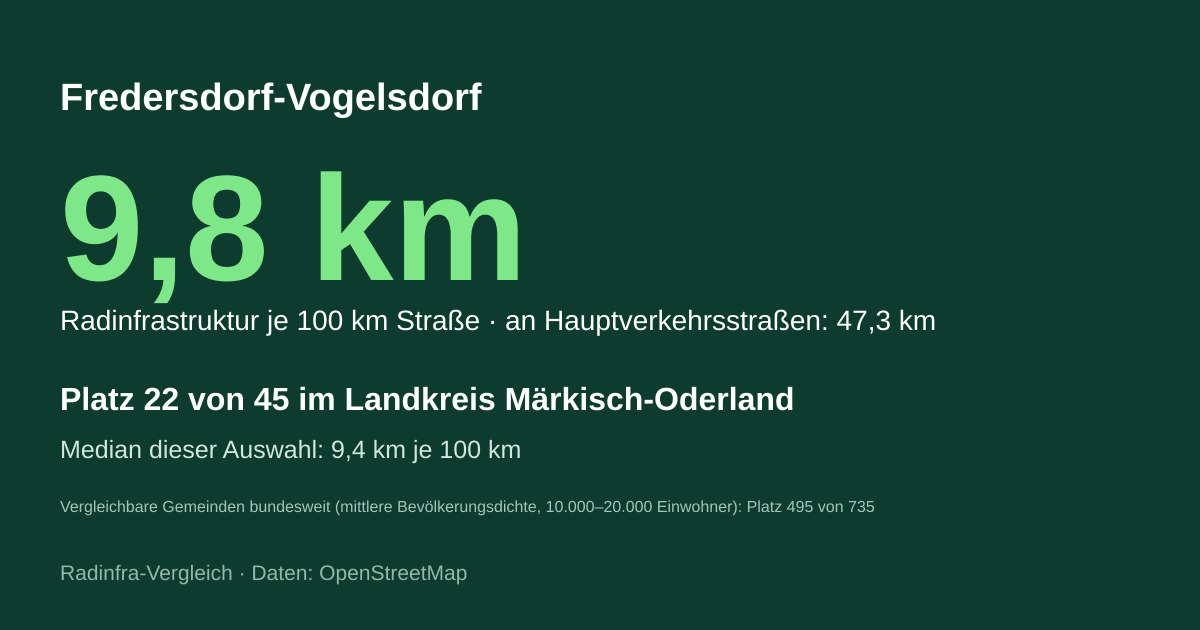 Fredersdorf-Vogelsdorf
9,8 km
Radinfrastruktur je 100 km Straße · an Hauptverkehrsstraßen: 47,3 km
Platz 22 von 45 im Landkreis Märkisch-Oderland
Median dieser Auswahl: 9,4 km je 100 km
Vergleichbare Gemeinden bundesweit (mittlere Bevölkerungsdichte, 10.000–20.000 Einwohner): Platz 495 von 735
Radinfra-Vergleich · Daten: OpenStreetMap